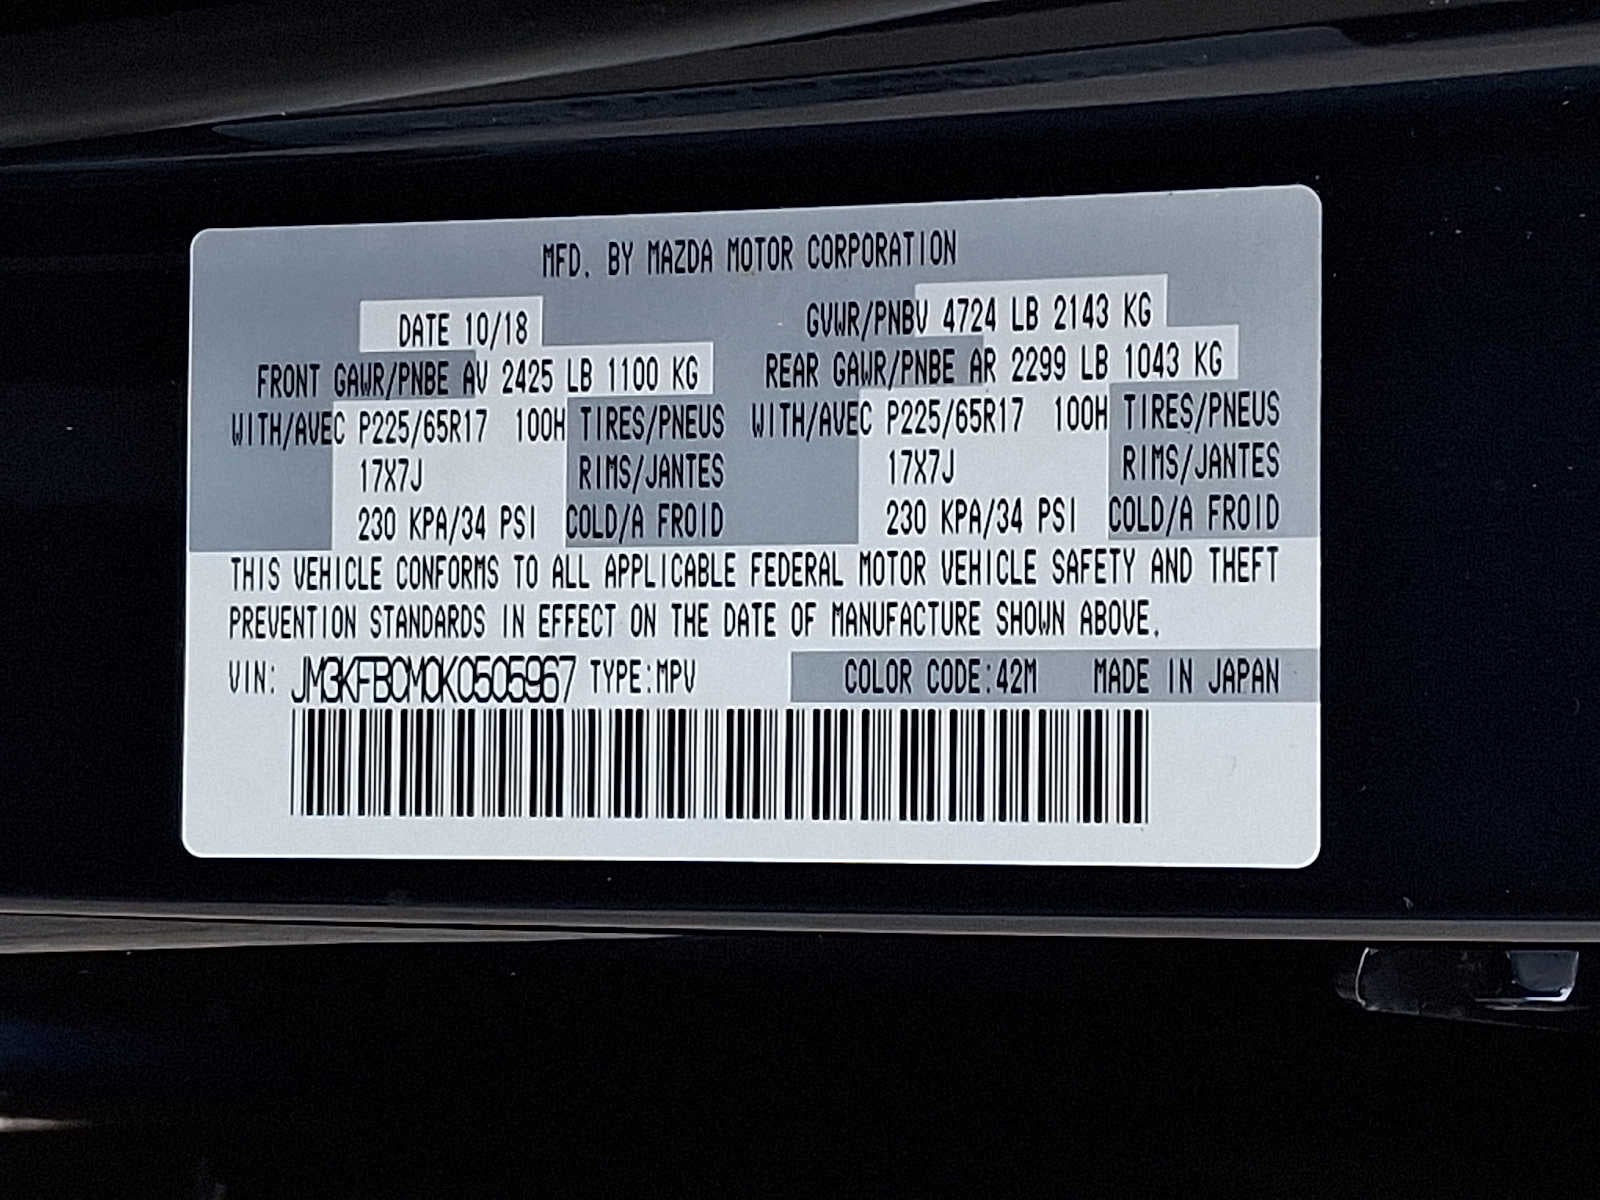 MFD. BY MAZDA MOTOR CORPORATION
DATE 10/18 GVWR/PNBV 4724 LB 2143 KG
FRONT GAWR/PNBE AV 2425 LB 1100 KG REAR GAWR/PNBE AR 2299 LB 1043 KG
WITH/AVEC P225/65R17 100H TIRES/PNEUS WITH/AVEC P225/65R17 100H TIRES/PNEUS
17X7J RIMS/JANTES 17X7J RIMS/JANTES
230 KPA/34 PSI COLD/A FROID 230 KPA/34 PSI COLD/A FROID
THIS VEHICLE CONFORMS TO ALL APPLICABLE FEDERAL MOTOR VEHICLE SAFETY AND THEFT
PREVENTION STANDARDS IN EFFECT ON THE DATE OF MANUFACTURE SHOWN ABOVE.
VIN: JM3KFBCM0K0505967 TYPE:MPV COLOR CODE:42M MADE IN JAPAN